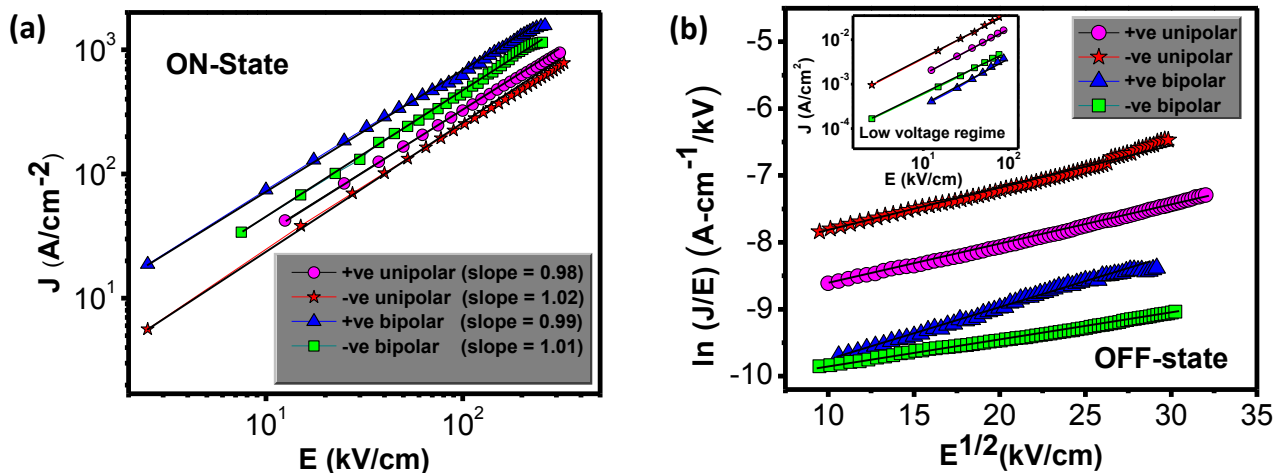 (a)
ON-State
J (A/cm⁻²)
10³
10²
10¹
10¹
10²
E (kV/cm)
+ve unipolar (slope = 0.98)
-ve unipolar (slope = 1.02)
+ve bipolar (slope = 0.99)
-ve bipolar (slope = 1.01)
(b)
ln (J/E) (A-cm⁻¹/kV)
-5
-6
-7
-8
-9
-10
10
15
20
25
30
35
E¹/²(kV/cm)
OFF-state
+ve unipolar
-ve unipolar
+ve bipolar
-ve bipolar
J (A/cm²)
10⁻²
10⁻³
10⁻⁴
Low voltage regime
10¹
10²
E (kV/cm)